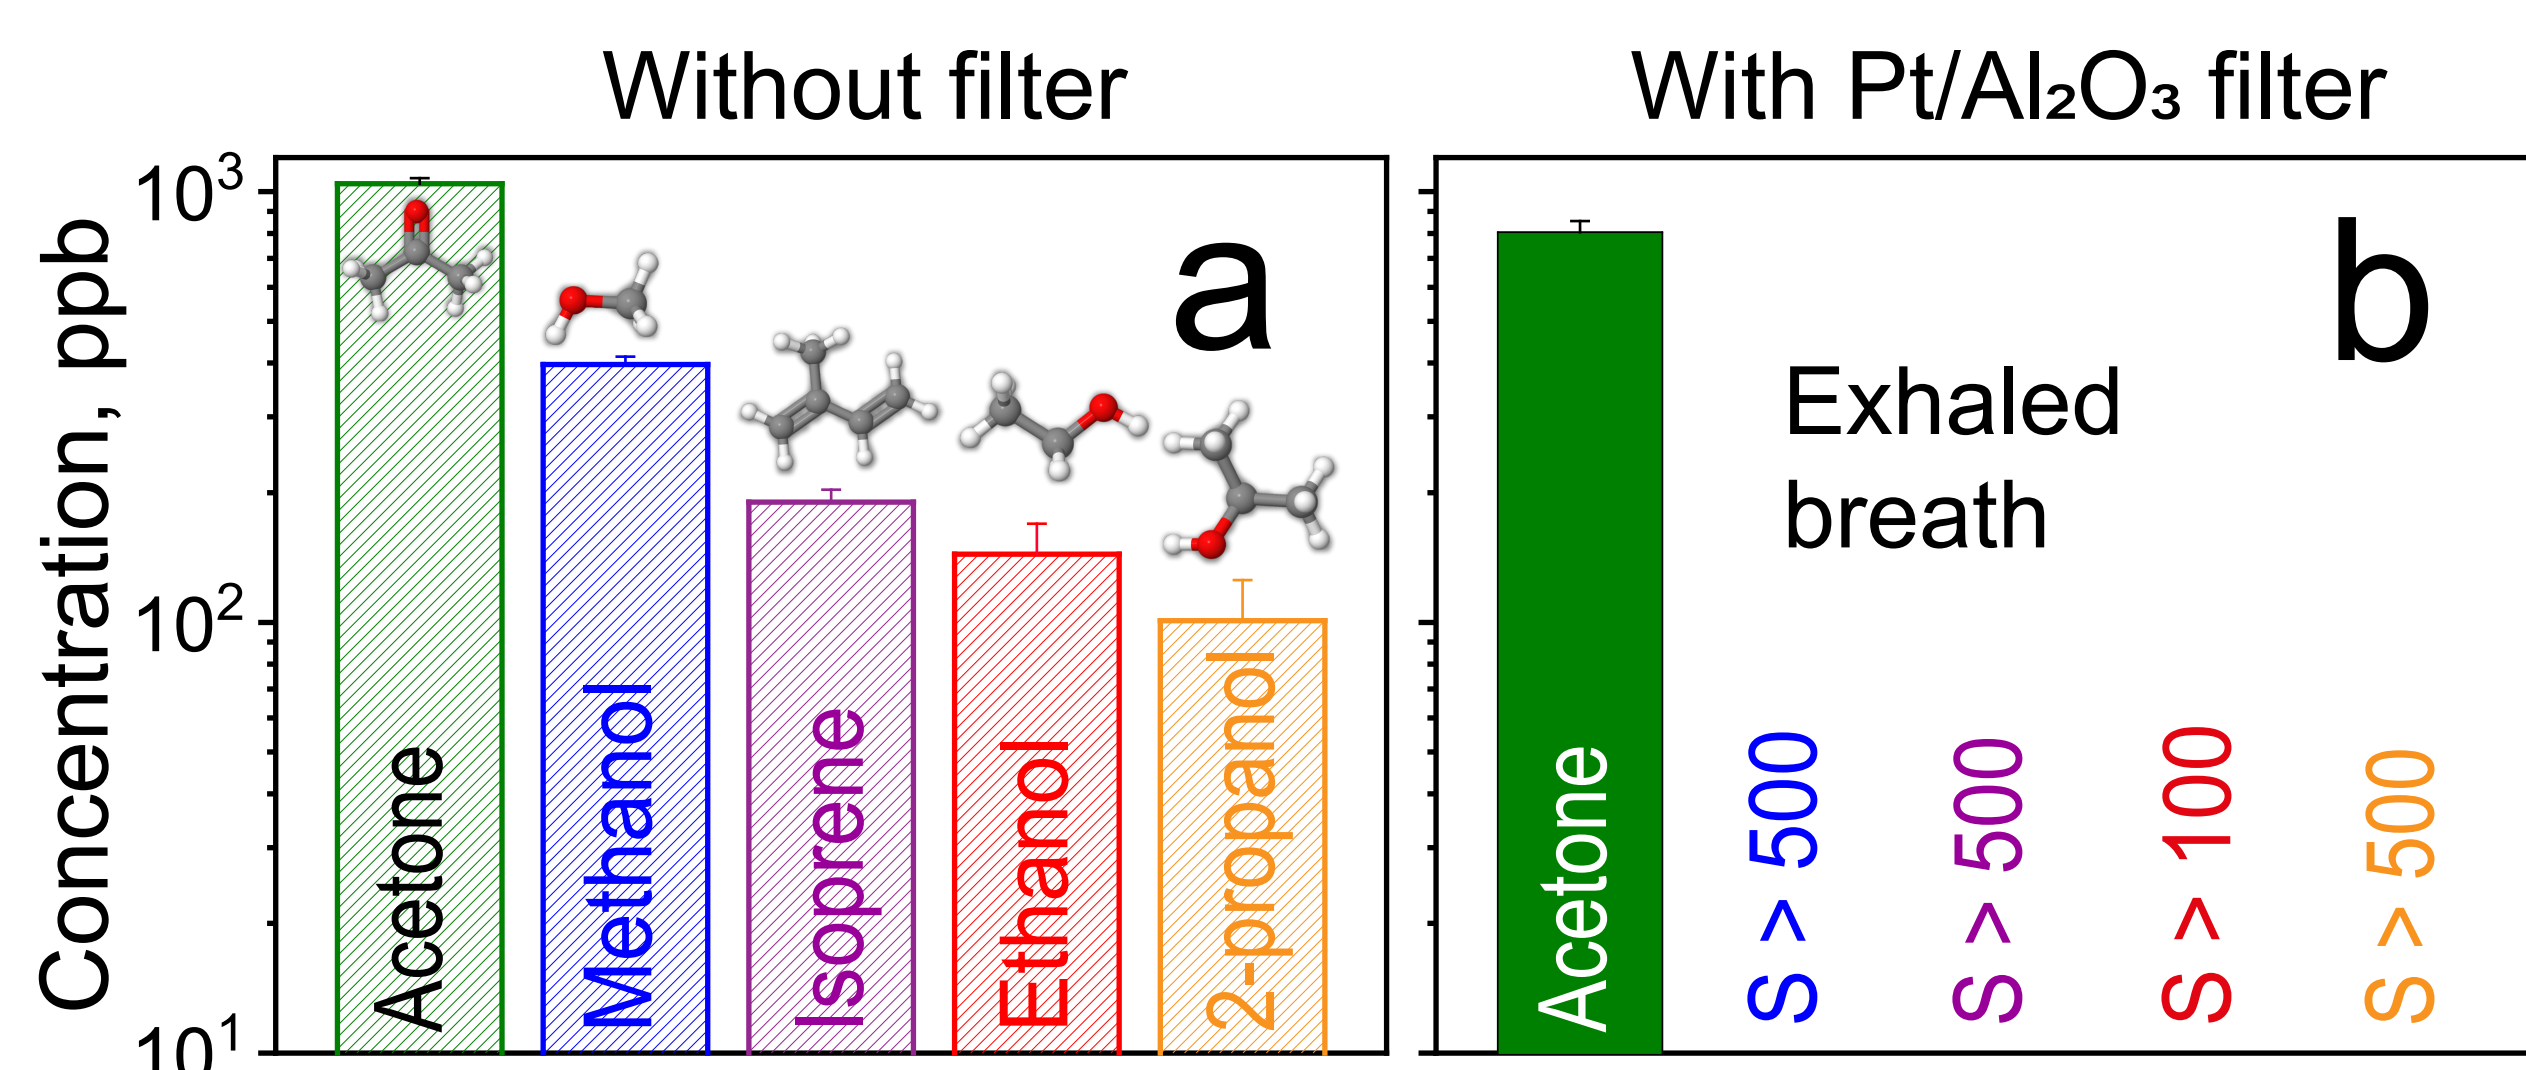 Without filter
With Pt/Al₂O₃ filter
Concentration, ppb
10³
10²
10¹
a
Acetone
Methanol
Isoprene
Ethanol
2-propanol
b
Exhaled
breath
Acetone
S > 500
S > 500
S > 100
S > 500